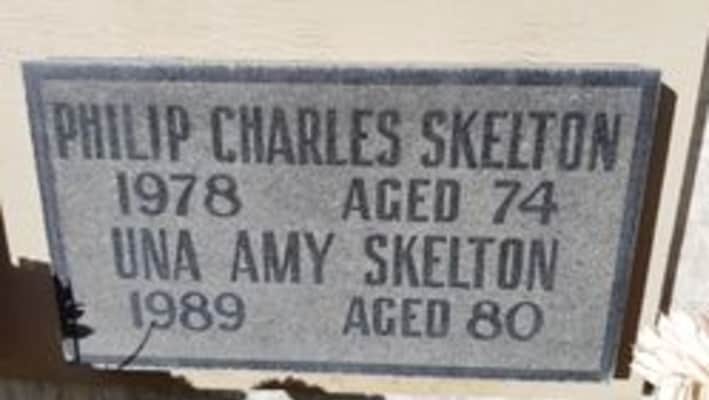 PHILIP CHARLES SKELTON
1978 AGED 74
UNA AMY SKELTON
1989 AGED 80